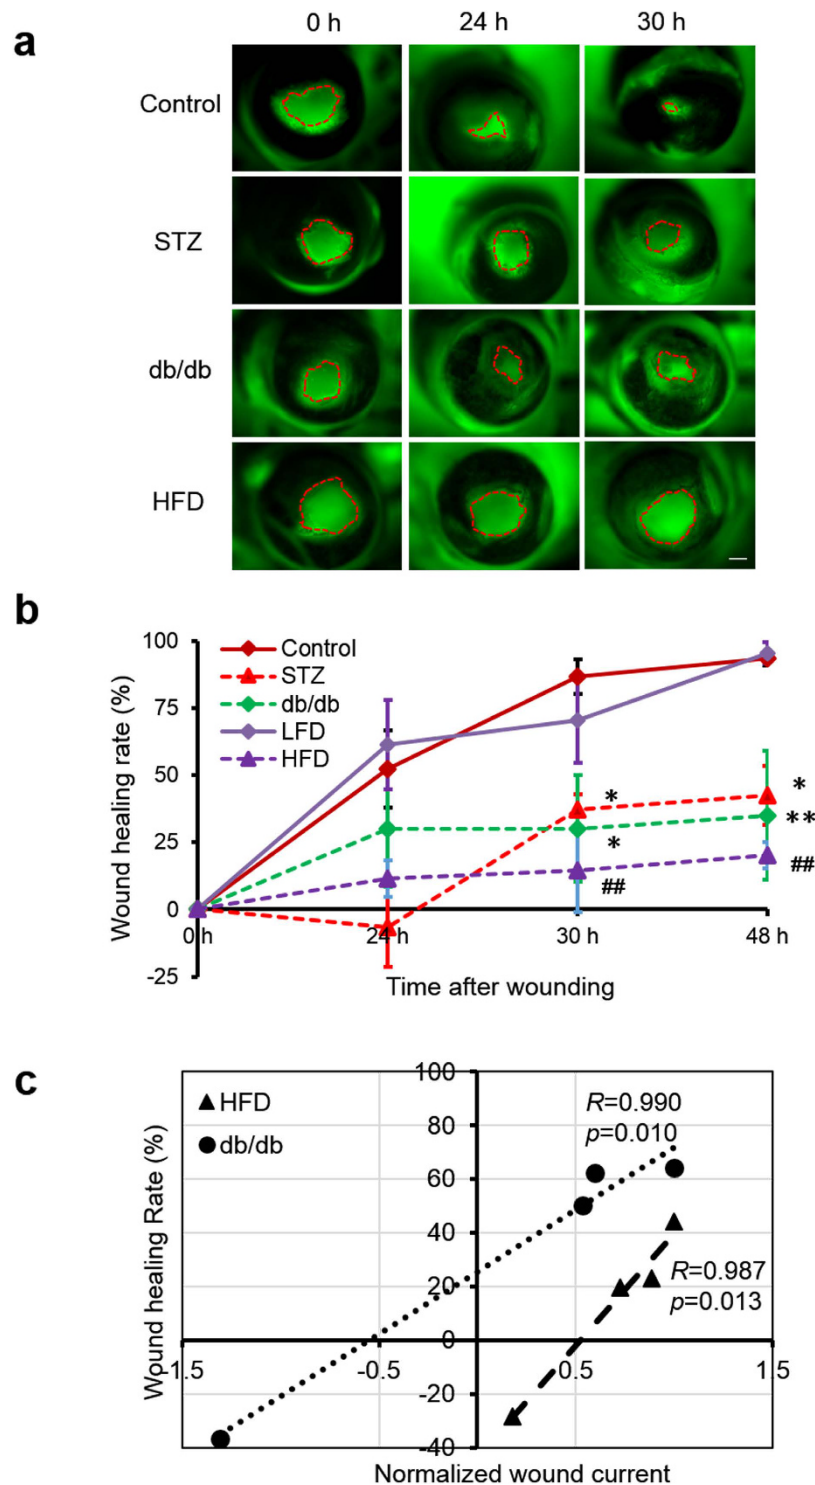 a
0 h 24 h 30 h
Control
STZ
db/db
HFD
b
Wound healing rate (%)
100
75
50
25
0
-25
Control
STZ
db/db
LFD
HFD
*
*
##
*
**
##
0 h 24 h 30 h 48 h
Time after wounding
c
Wound healing Rate (%)
100
80
60
40
20
0
-20
-40
HFD
db/db
R=0.990
p=0.010
R=0.987
p=0.013
-1.5 -0.5 0.5 1.5
Normalized wound current